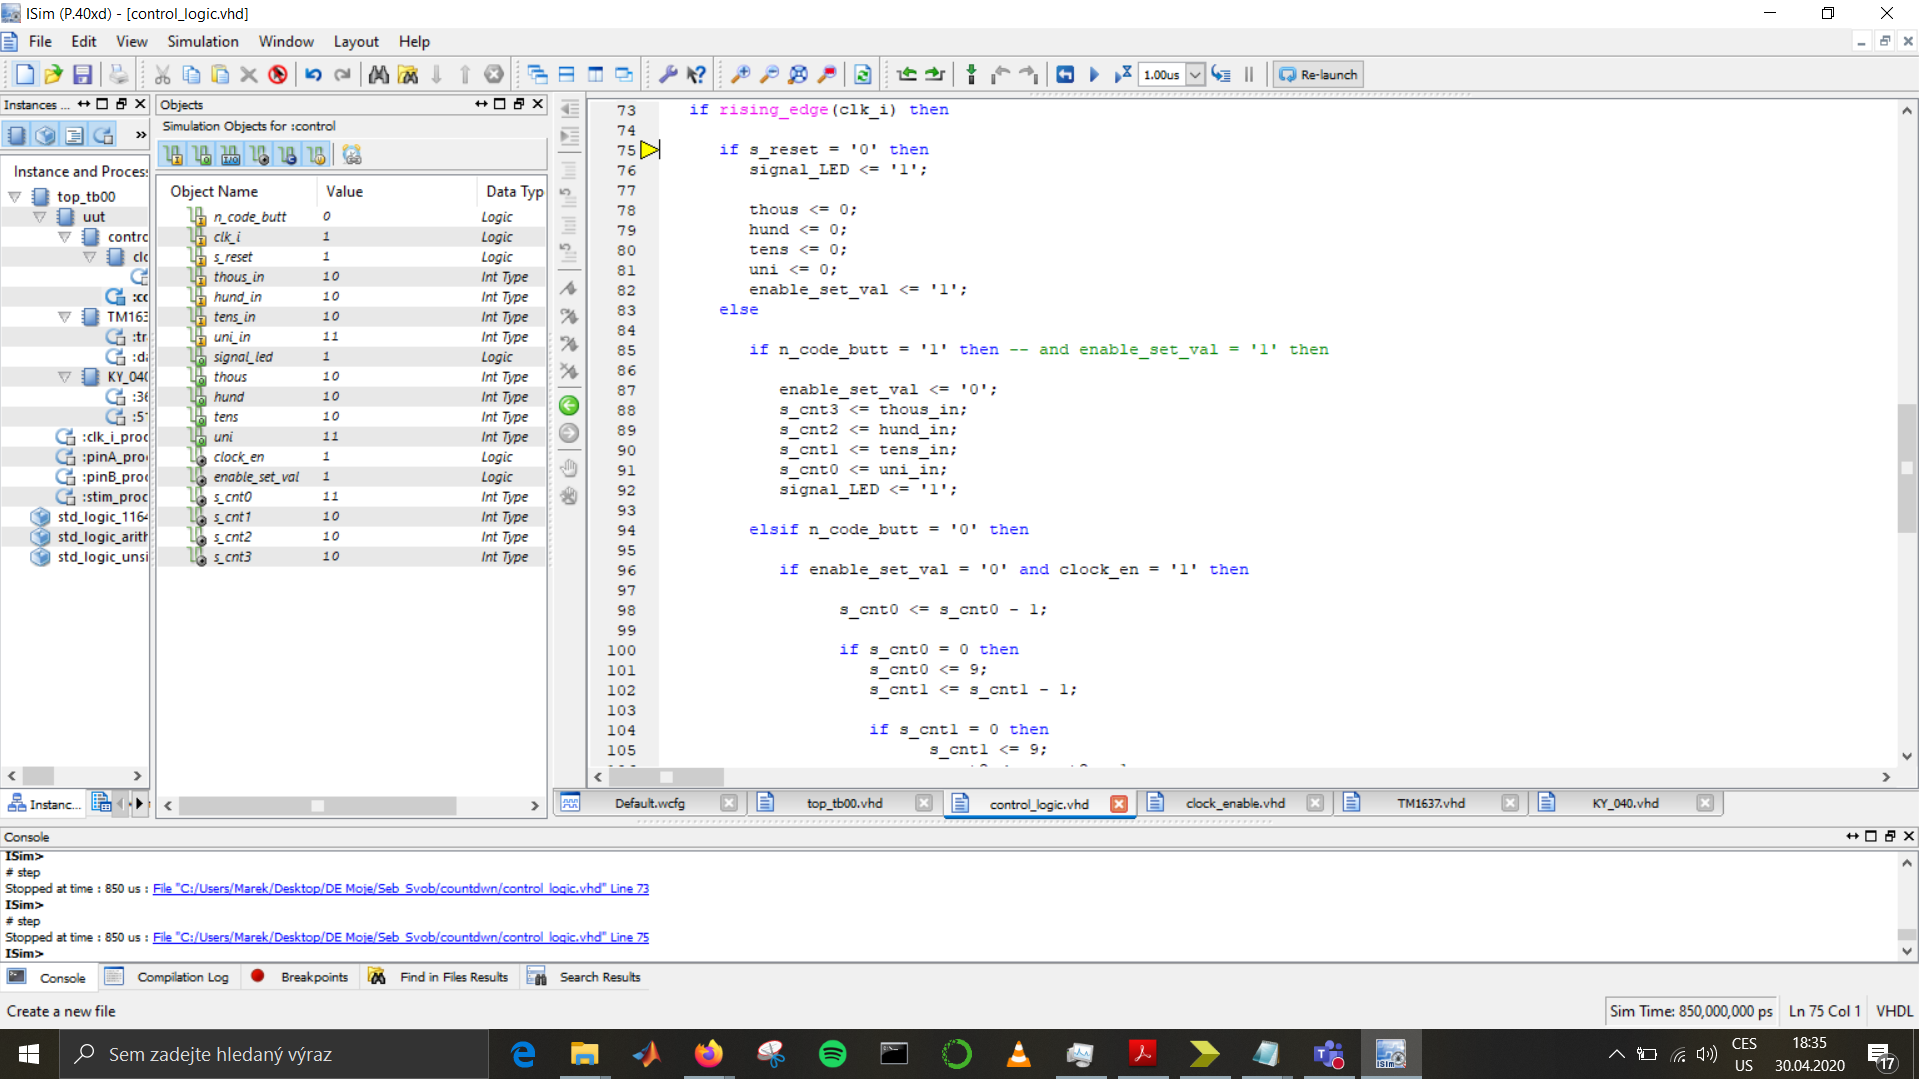 ISim (P.40xd) - [control_logic.vhd]
File Edit View Simulation Window Layout Help
1.00us Re-launch
Instances ...
Instance and Proces
top_tb00
uut
contro
clo
:co
TM163
:tr
:da
KY_040
:36
:51
:clk_i_proc
:pinA_pro
:pinB_proc
:stim_proc
std_logic_1164
std_logic_arith
std_logic_unsi
Instanc...
Objects
Simulation Objects for :control
Object Name Value Data Typ
n_code_butt 0 Logic
clk_i 1 Logic
s_reset 1 Logic
thous_in 10 Int Type
hund_in 10 Int Type
tens_in 10 Int Type
uni_in 11 Int Type
signal_led 1 Logic
thous 10 Int Type
hund 10 Int Type
tens 10 Int Type
uni 11 Int Type
clock_en 1 Logic
enable_set_val 1 Logic
s_cnt0 11 Int Type
s_cnt1 10 Int Type
s_cnt2 10 Int Type
s_cnt3 10 Int Type
73 if rising_edge(clk_i) then
74
75 if s_reset = '0' then
76 signal_LED <= '1';
77
78 thous <= 0;
79 hund <= 0;
80 tens <= 0;
81 uni <= 0;
82 enable_set_val <= '1';
83 else
84
85 if n_code_butt = '1' then -- and enable_set_val = '1' then
86
87 enable_set_val <= '0';
88 s_cnt3 <= thous_in;
89 s_cnt2 <= hund_in;
90 s_cnt1 <= tens_in;
91 s_cnt0 <= uni_in;
92 signal_LED <= '1';
93
94 elsif n_code_butt = '0' then
95
96 if enable_set_val = '0' and clock_en = '1' then
97
98 s_cnt0 <= s_cnt0 - 1;
99
100 if s_cnt0 = 0 then
101 s_cnt0 <= 9;
102 s_cnt1 <= s_cnt1 - 1;
103
104 if s_cnt1 = 0 then
105 s_cnt1 <= 9;
Default.wcfg top_tb00.vhd control_logic.vhd clock_enable.vhd TM1637.vhd KY_040.vhd
Console
ISim>
# step
Stopped at time : 850 us : File "C:/Users/Marek/Desktop/DE Moje/Seb_Svob/countdwn/control_logic.vhd" Line 73
ISim>
# step
Stopped at time : 850 us : File "C:/Users/Marek/Desktop/DE Moje/Seb_Svob/countdwn/control_logic.vhd" Line 75
ISim>
Console Compilation Log Breakpoints Find in Files Results Search Results
Create a new file
Sim Time: 850,000,000 ps Ln 75 Col 1 VHDL
Sem zadejte hledaný výraz
CES
US
18:35
30.04.2020
17